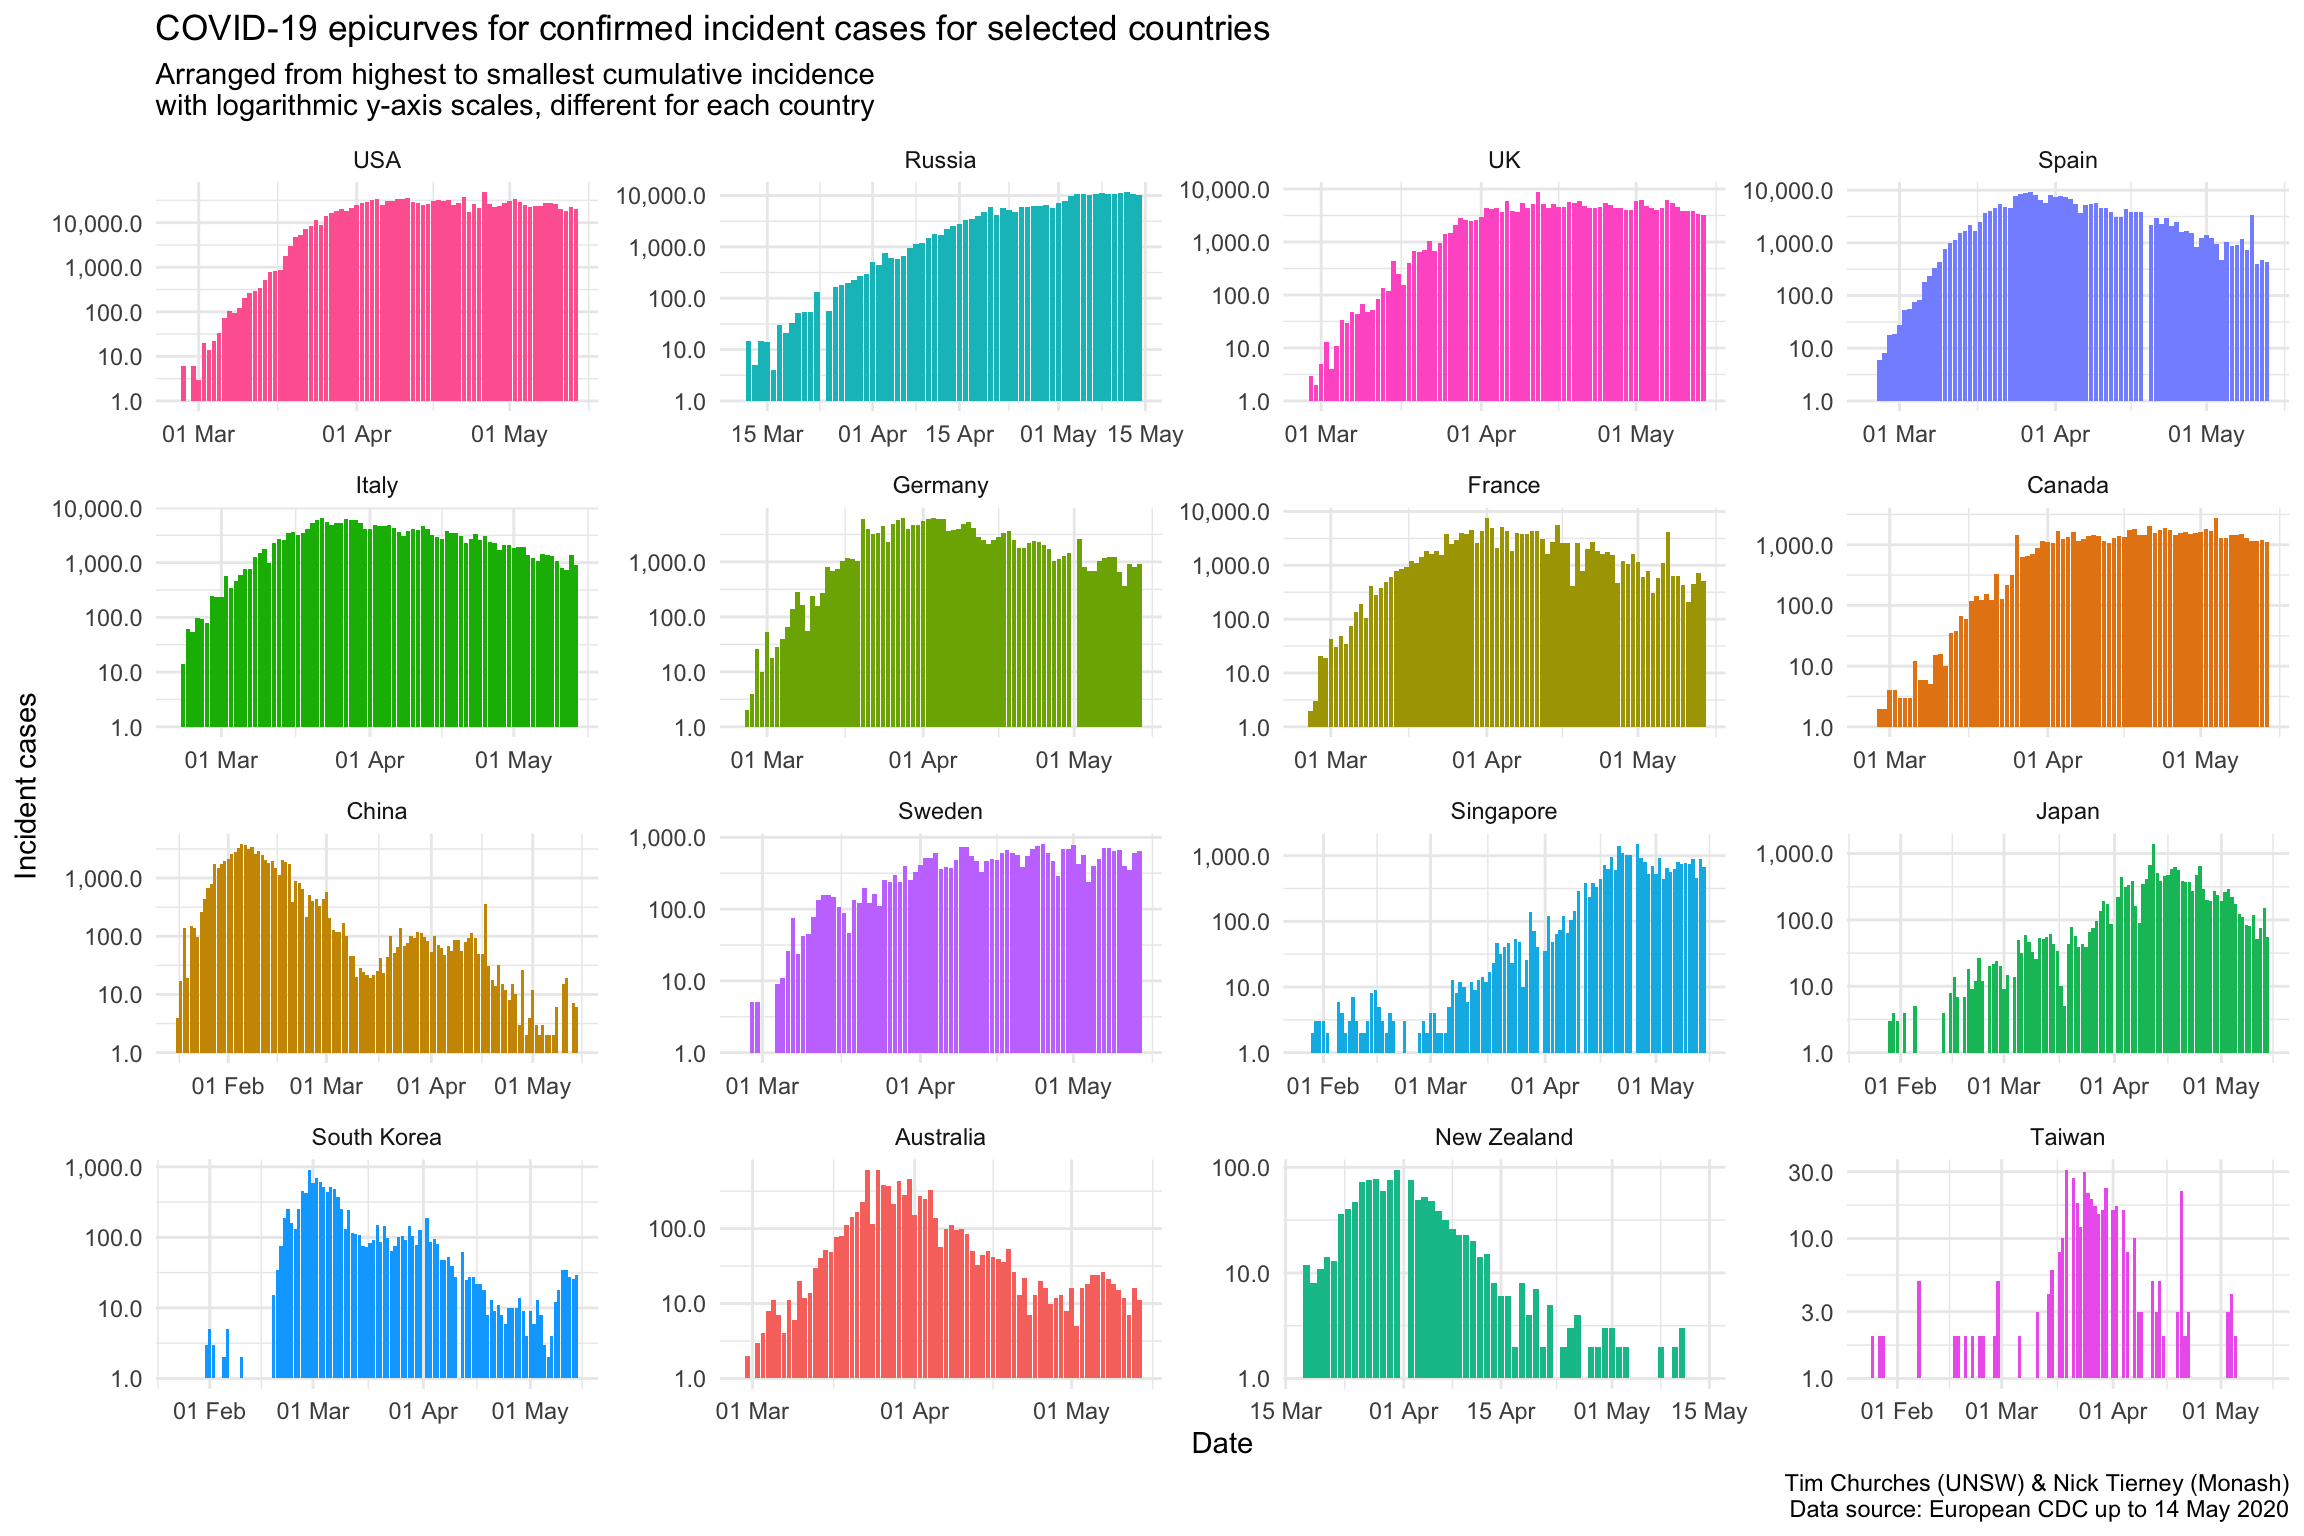 COVID-19 epicurves for confirmed incident cases for selected countries
Arranged from highest to smallest cumulative incidence
with logarithmic y-axis scales, different for each country
USA
10,000.0
1,000.0
100.0
10.0
1.0
01 Mar 01 Apr 01 May
Russia
10,000.0
1,000.0
100.0
10.0
1.0
15 Mar 01 Apr 15 Apr 01 May 15 May
UK
10,000.0
1,000.0
100.0
10.0
1.0
01 Mar 01 Apr 01 May
Spain
10,000.0
1,000.0
100.0
10.0
1.0
01 Mar 01 Apr 01 May
Italy
10,000.0
1,000.0
100.0
10.0
1.0
01 Mar 01 Apr 01 May
Germany
1,000.0
100.0
10.0
1.0
01 Mar 01 Apr 01 May
France
10,000.0
1,000.0
100.0
10.0
1.0
01 Mar 01 Apr 01 May
Canada
1,000.0
100.0
10.0
1.0
01 Mar 01 Apr 01 May
Incident cases
China
1,000.0
100.0
10.0
1.0
01 Feb 01 Mar 01 Apr 01 May
Sweden
1,000.0
100.0
10.0
1.0
01 Mar 01 Apr 01 May
Singapore
1,000.0
100.0
10.0
1.0
01 Feb 01 Mar 01 Apr 01 May
Japan
1,000.0
100.0
10.0
1.0
01 Feb 01 Mar 01 Apr 01 May
South Korea
1,000.0
100.0
10.0
1.0
01 Feb 01 Mar 01 Apr 01 May
Australia
100.0
10.0
1.0
01 Mar 01 Apr 01 May
New Zealand
100.0
10.0
1.0
15 Mar 01 Apr 15 Apr 01 May 15 May
Taiwan
30.0
10.0
3.0
1.0
01 Feb 01 Mar 01 Apr 01 May
Date
Tim Churches (UNSW) & Nick Tierney (Monash)
Data source: European CDC up to 14 May 2020